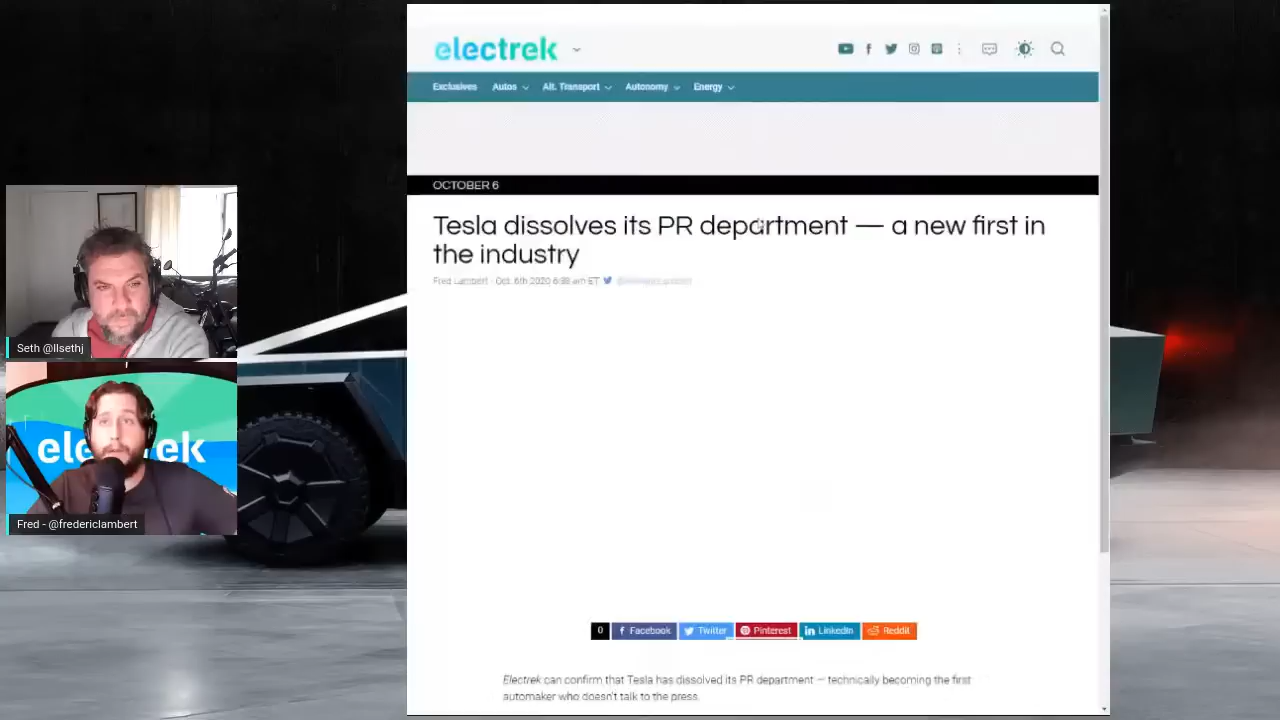 electrek
Exclusives Autos Alt. Transport Autonomy Energy
OCTOBER 6
Tesla dissolves its PR department — a new first in
the industry
Fred Lambert - Oct. 6th 2020 6:38 am ET
Seth @llsethj
ele ek
Fred - @fredericlambert
0 Facebook Twitter Pinterest LinkedIn Reddit
Electrek can confirm that Tesla has dissolved its PR department — technically becoming the first
automaker who doesn't talk to the press.